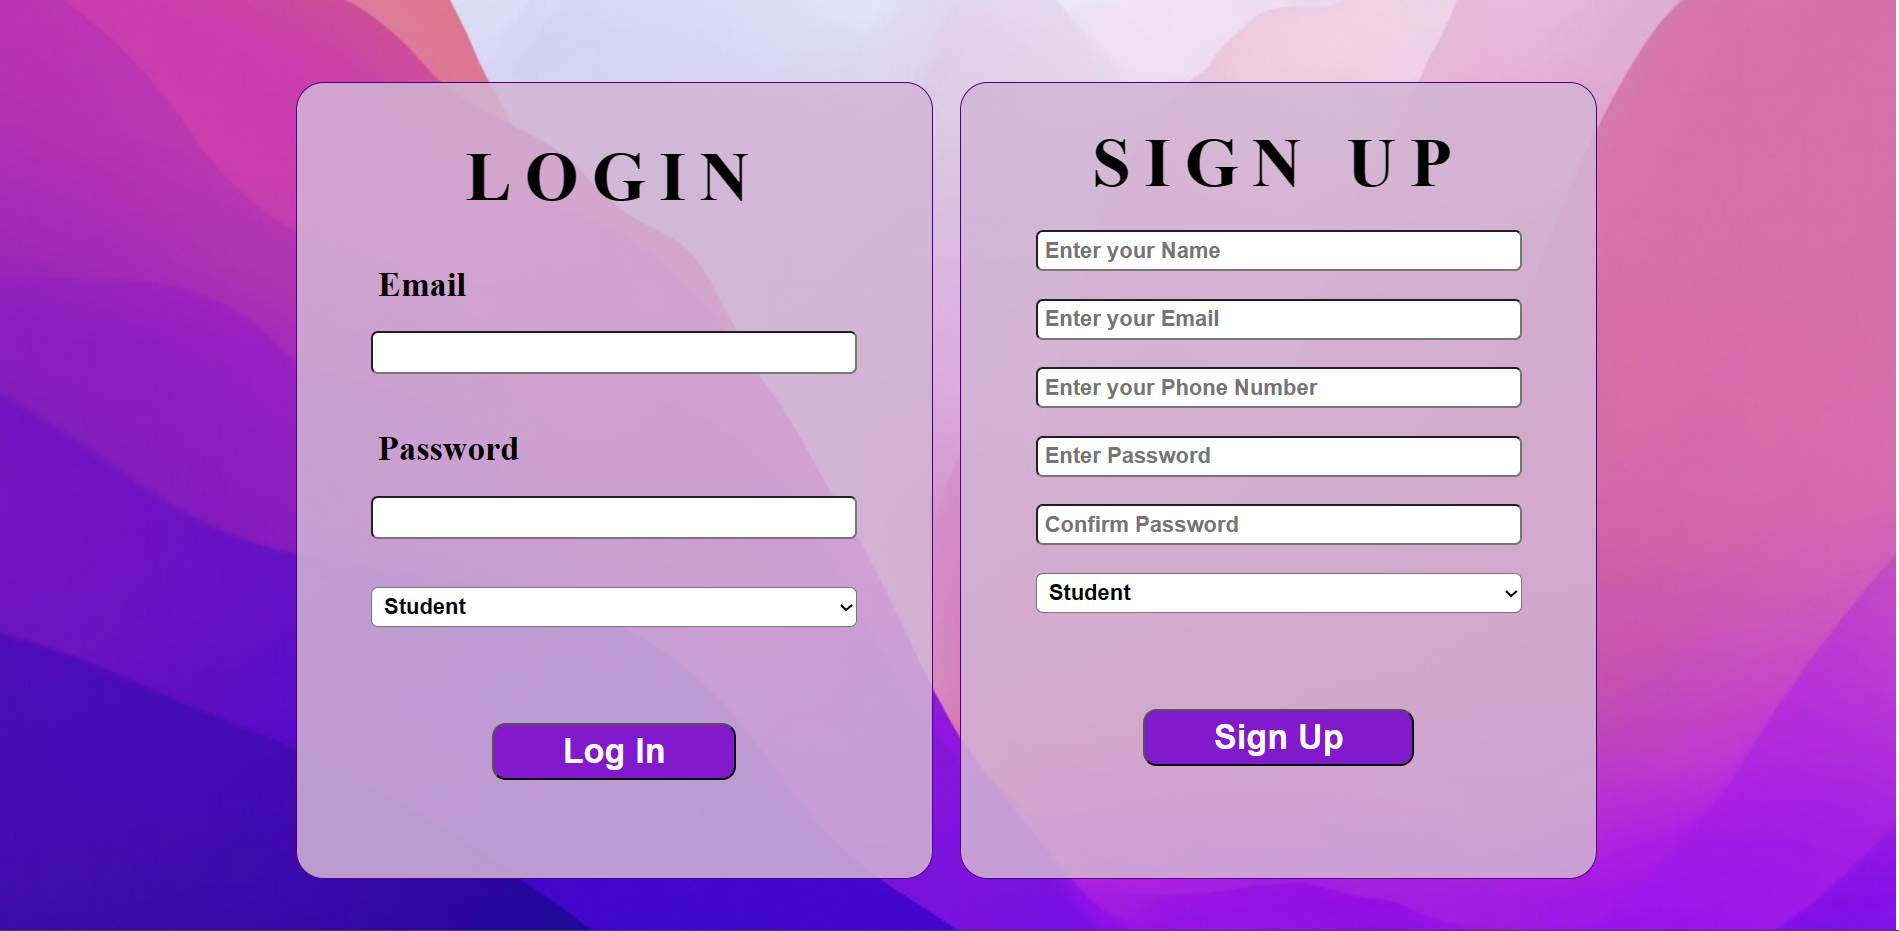 LOGIN
Email
Password
Student
Log In
SIGN UP
Enter your Name
Enter your Email
Enter your Phone Number
Enter Password
Confirm Password
Student
Sign Up